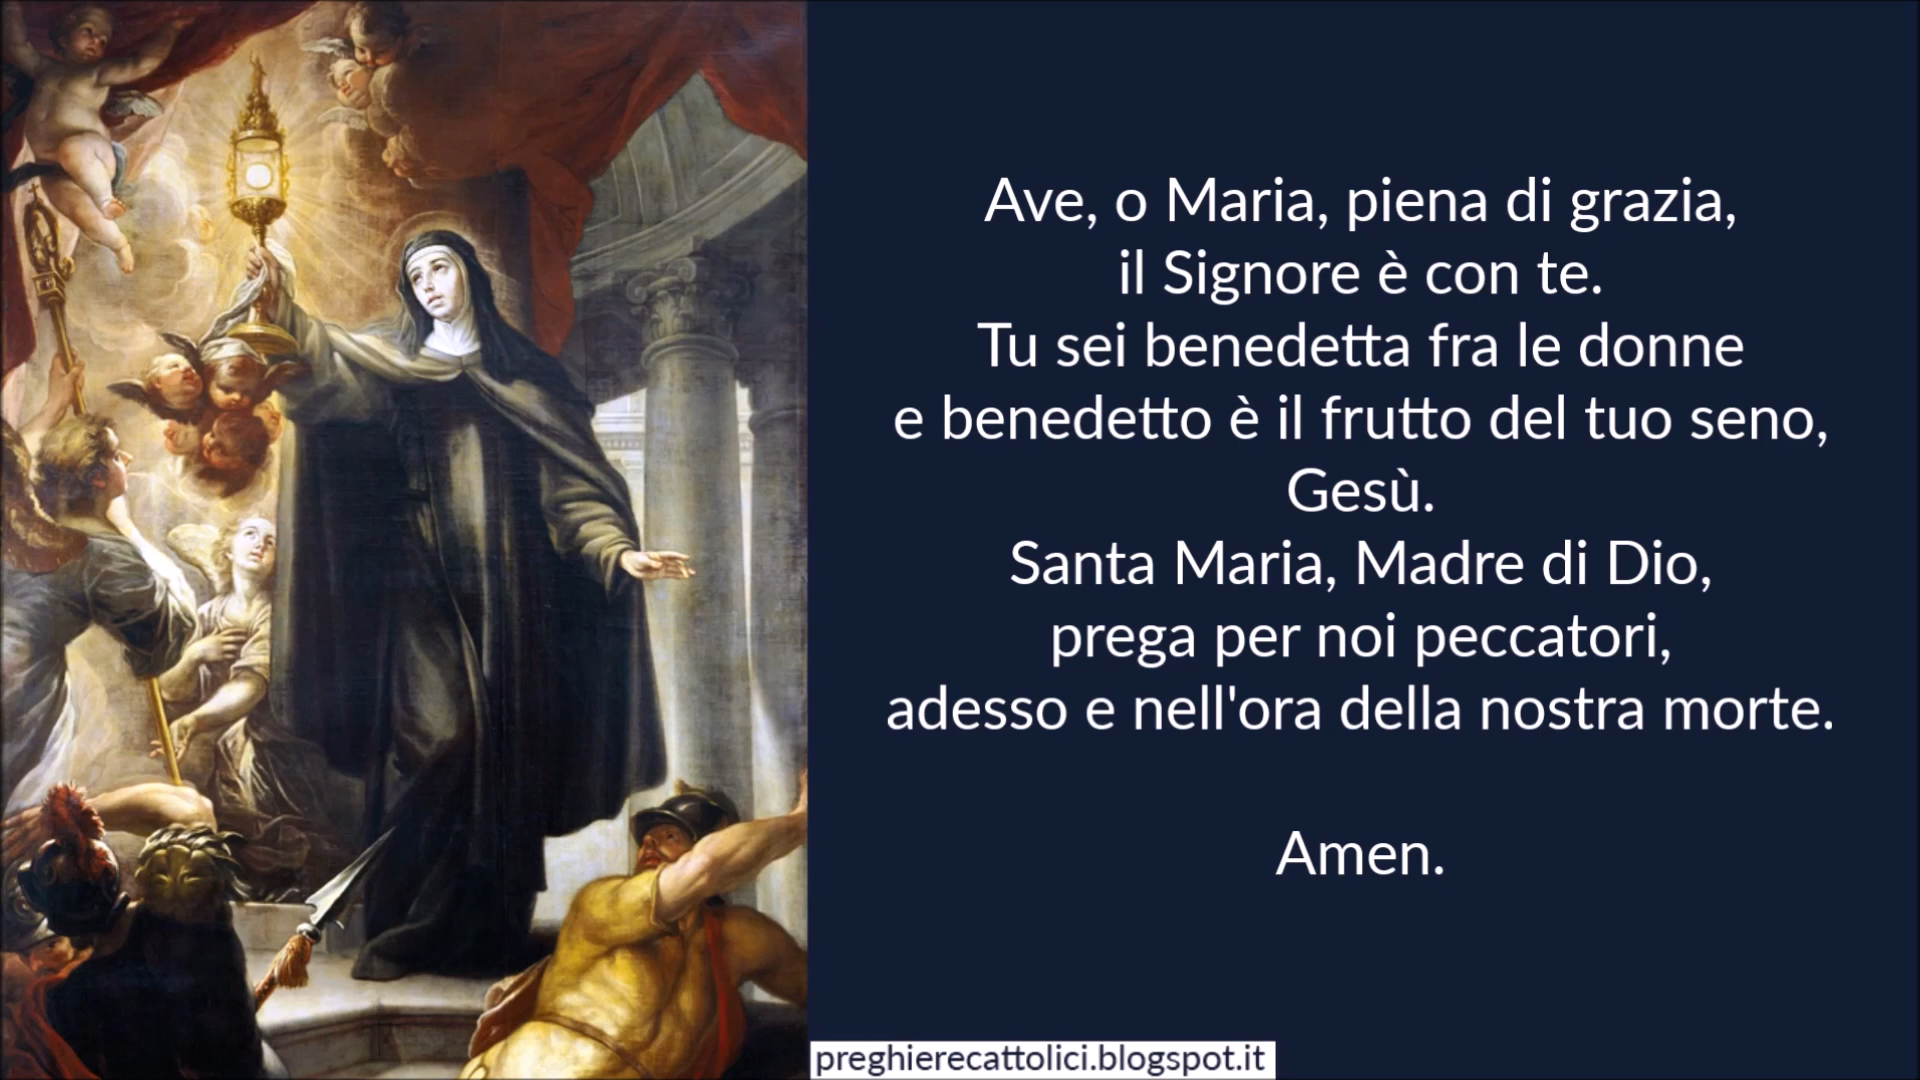 Ave, o Maria, piena di grazia,
il Signore è con te.
Tu sei benedetta fra le donne
e benedetto è il frutto del tuo seno,
Gesù.
Santa Maria, Madre di Dio,
prega per noi peccatori,
adesso e nell'ora della nostra morte.
Amen.
preghierecattolici.blogspot.it